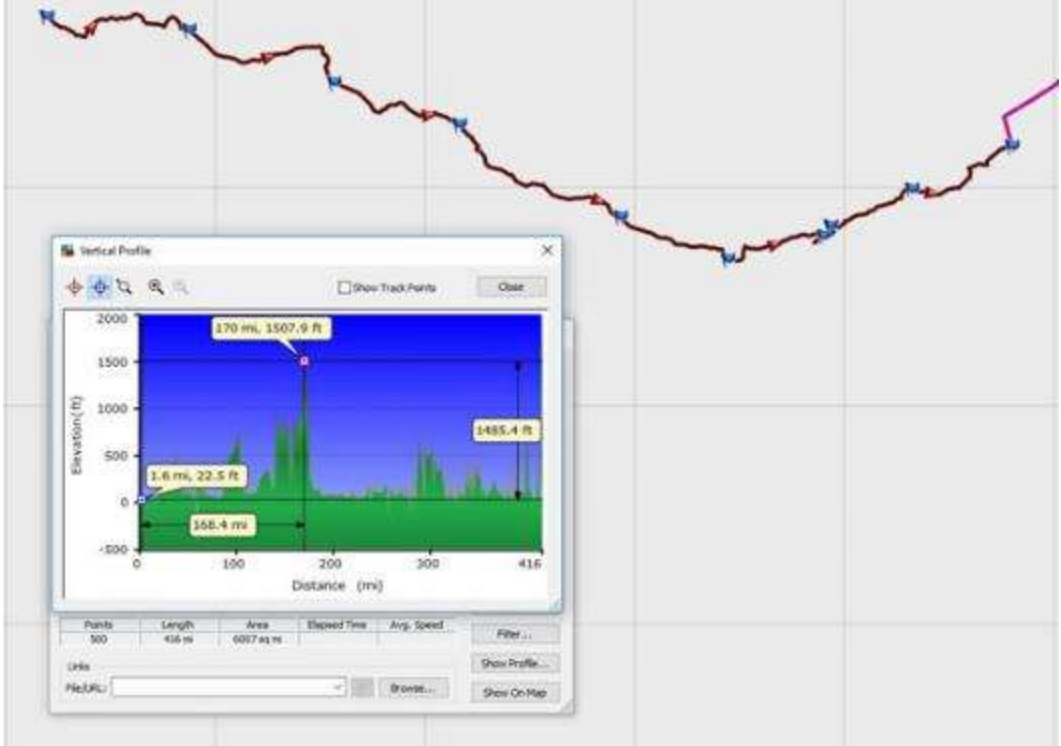 Vertical Profile
Show Track Points
Close
2000
1500
1000
500
0
-500
Elevation(ft)
170 mi, 1507.9 ft
1485.4 ft
1.6 mi, 22.5 ft
168.4 mi
0 100 200 300 416
Distance (mi)
Points Length Area Elapsed Time Avg. Speed
500 416 mi 6007 sq mi
Filter...
Links
Show Profile...
File/URL:
Browse...
Show On Map